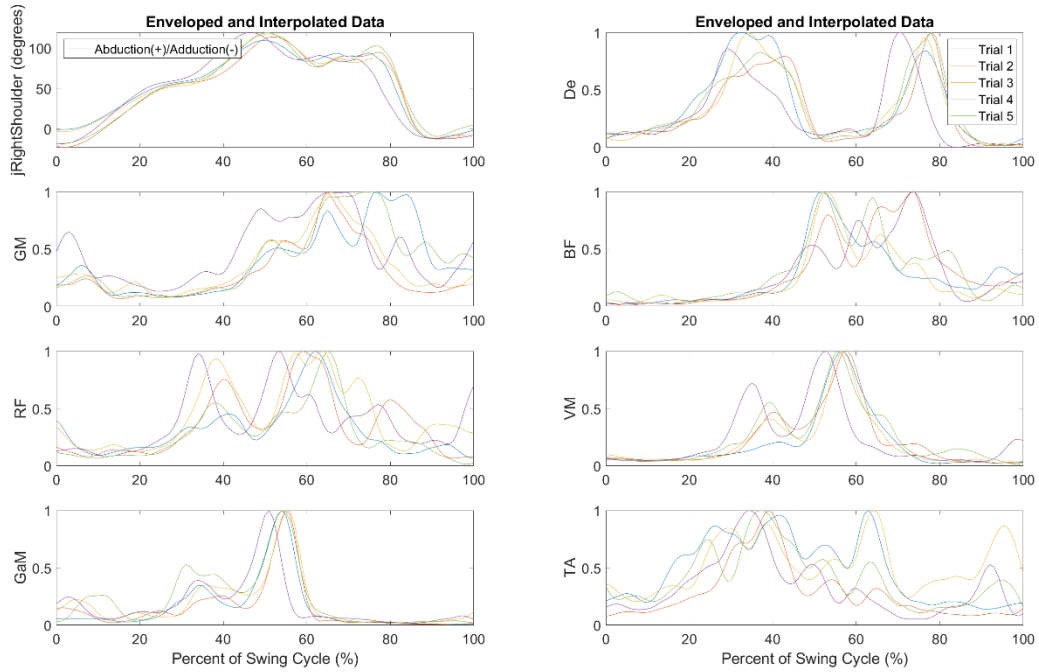 Enveloped and Interpolated Data
jRightShoulder (degrees)
100
50
0
Abduction(+)/Adduction(-)
0 20 40 60 80 100
Enveloped and Interpolated Data
De
1
0.5
0
Trial 1
Trial 2
Trial 3
Trial 4
Trial 5
0 20 40 60 80 100
GM
1
0.5
0
0 20 40 60 80 100
BF
1
0.5
0
0 20 40 60 80 100
RF
1
0.5
0
0 20 40 60 80 100
VM
1
0.5
0
0 20 40 60 80 100
GaM
1
0.5
0
0 20 40 60 80 100
Percent of Swing Cycle (%)
TA
1
0.5
0
0 20 40 60 80 100
Percent of Swing Cycle (%)